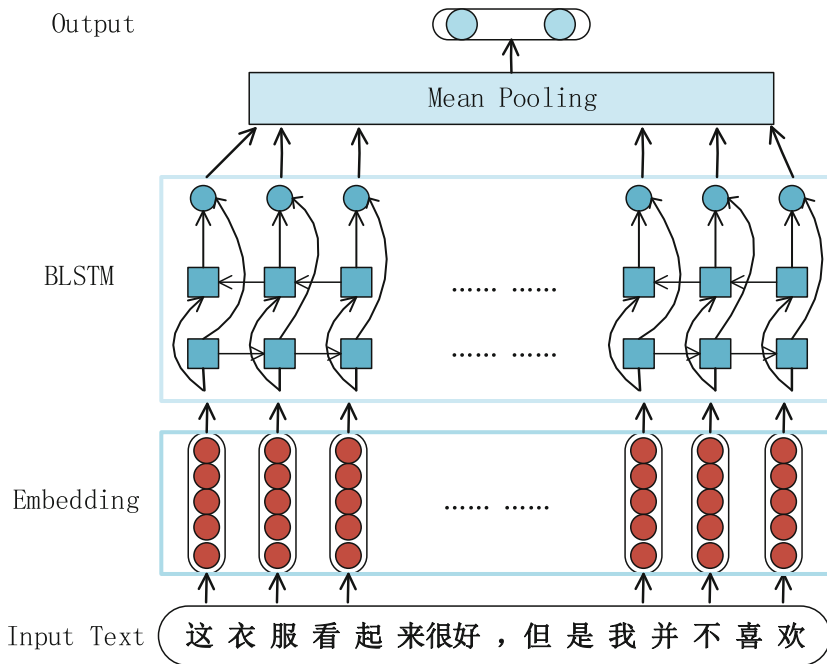 Output
Mean Pooling
BLSTM
…… ……
…… ……
Embedding
…… ……
Input Text 这衣服看起来很好，但是我并不喜欢